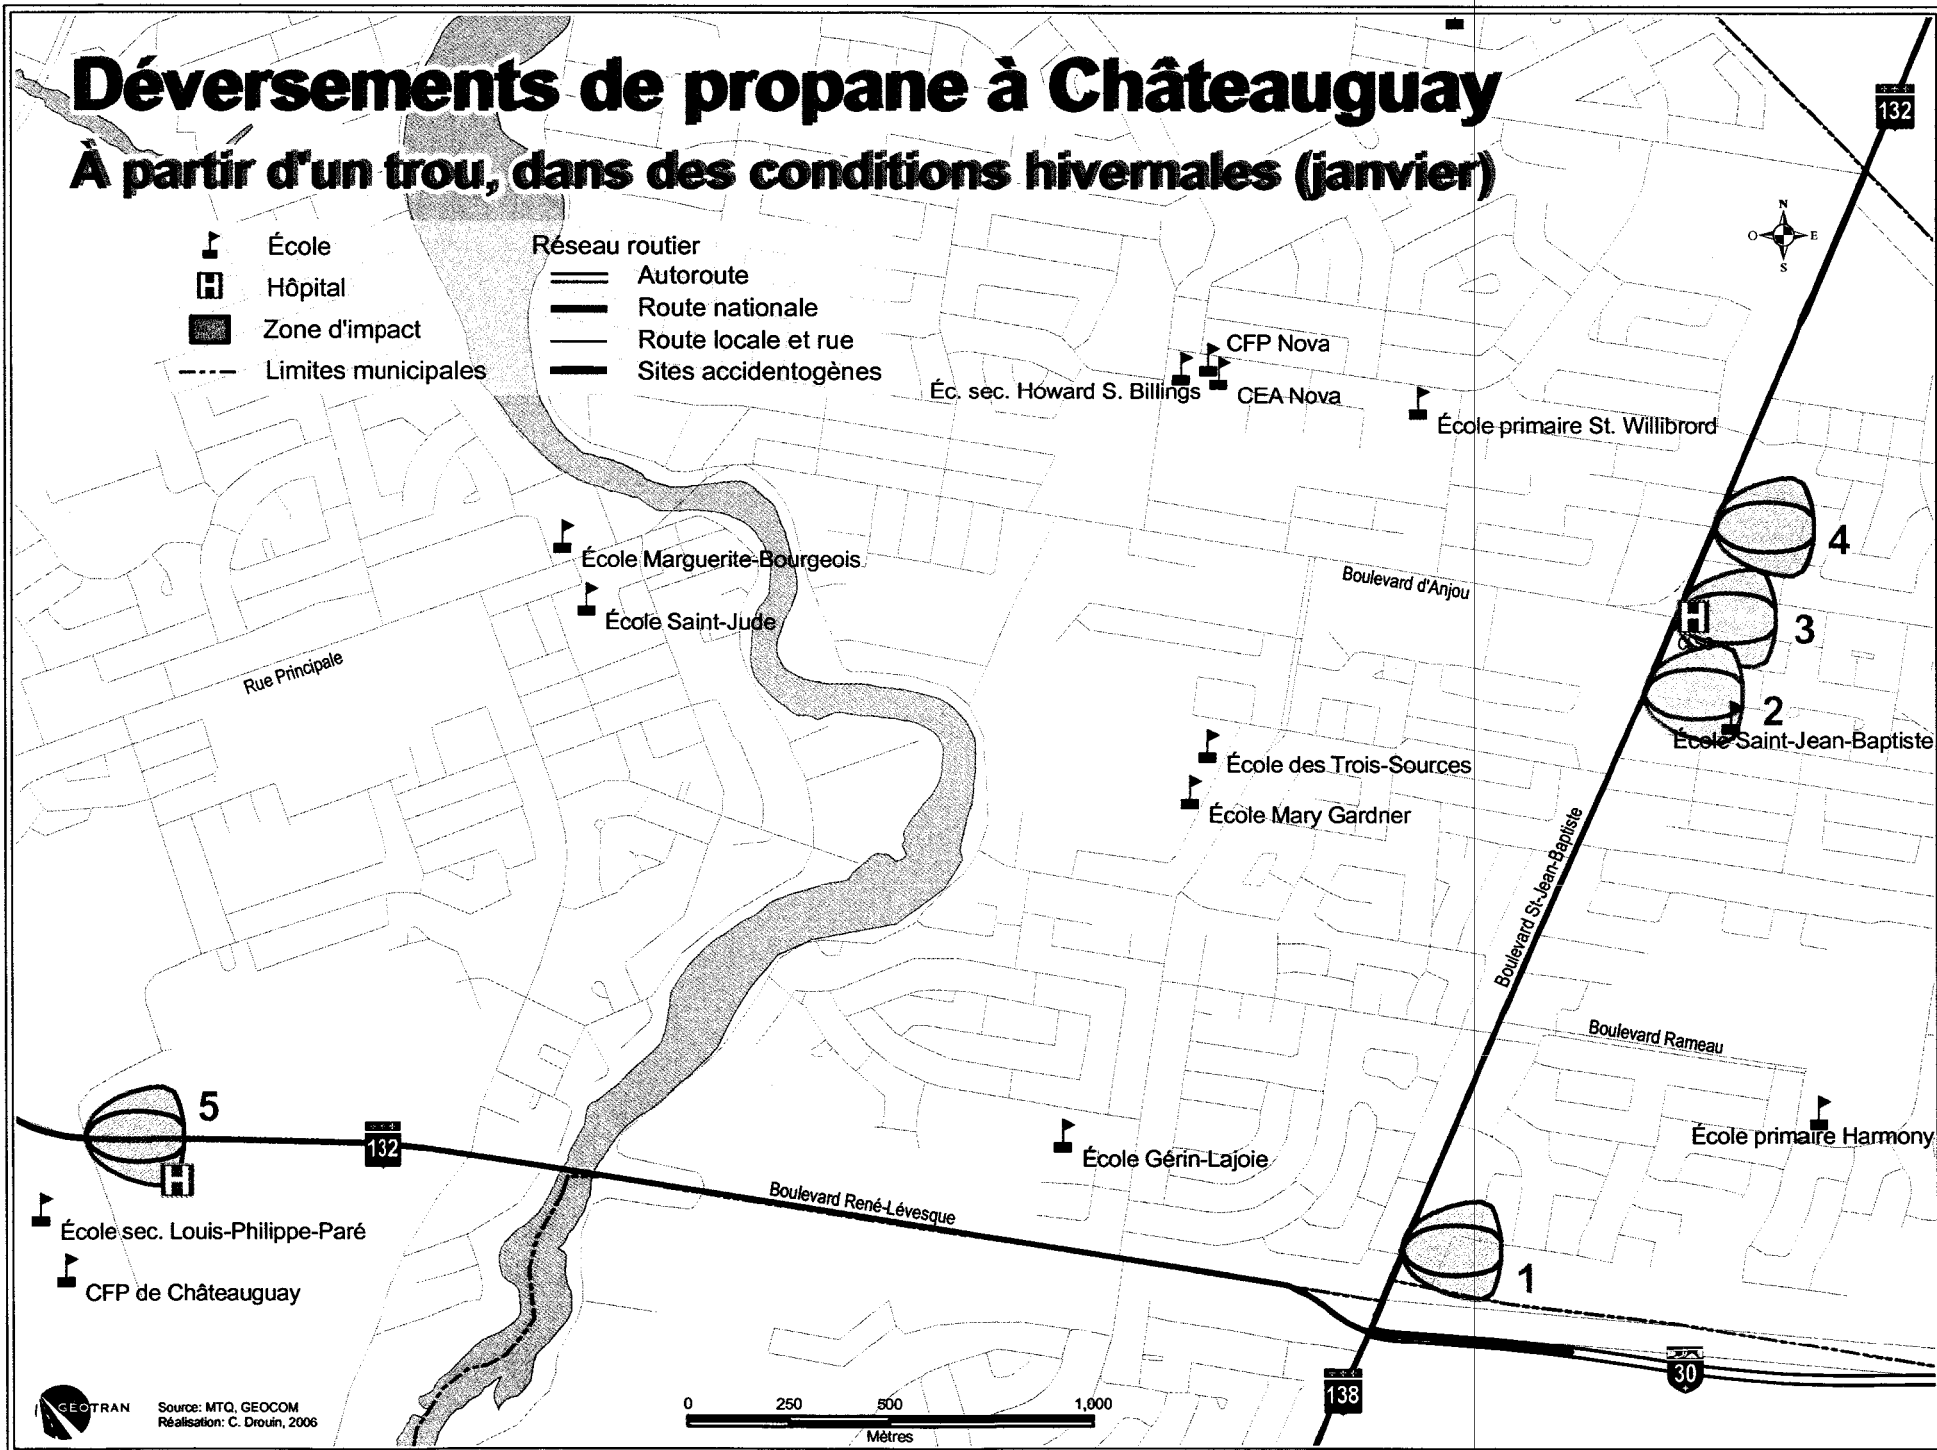 Déversements de propane à Châteauguay
À partir d'un trou, dans des conditions hivernales (janvier)
132
N
O
E
S
École
Hôpital
Zone d'impact
Limites municipales
Réseau routier
Autoroute
Route nationale
Route locale et rue
Sites accidentogènes
CFP Nova
Éc. sec. Howard S. Billings
CEA Nova
École primaire St. Willibrord
4
École Marguerite-Bourgeois
Boulevard d'Anjou
H
3
École Saint-Jude
Rue Principale
2
École Saint-Jean-Baptiste
École des Trois-Sources
École Mary Gardner
Boulevard St-Jean-Baptiste
Boulevard Rameau
5
132
École primaire Harmony
École Gérin-Lajoie
H
Boulevard René-Lévesque
École sec. Louis-Philippe-Paré
1
CFP de Châteauguay
30
138
GÉOTRAN
Source: MTQ, GEOCOM
Réalisation: C. Drouin, 2006
0 250 500 1,000
Mètres